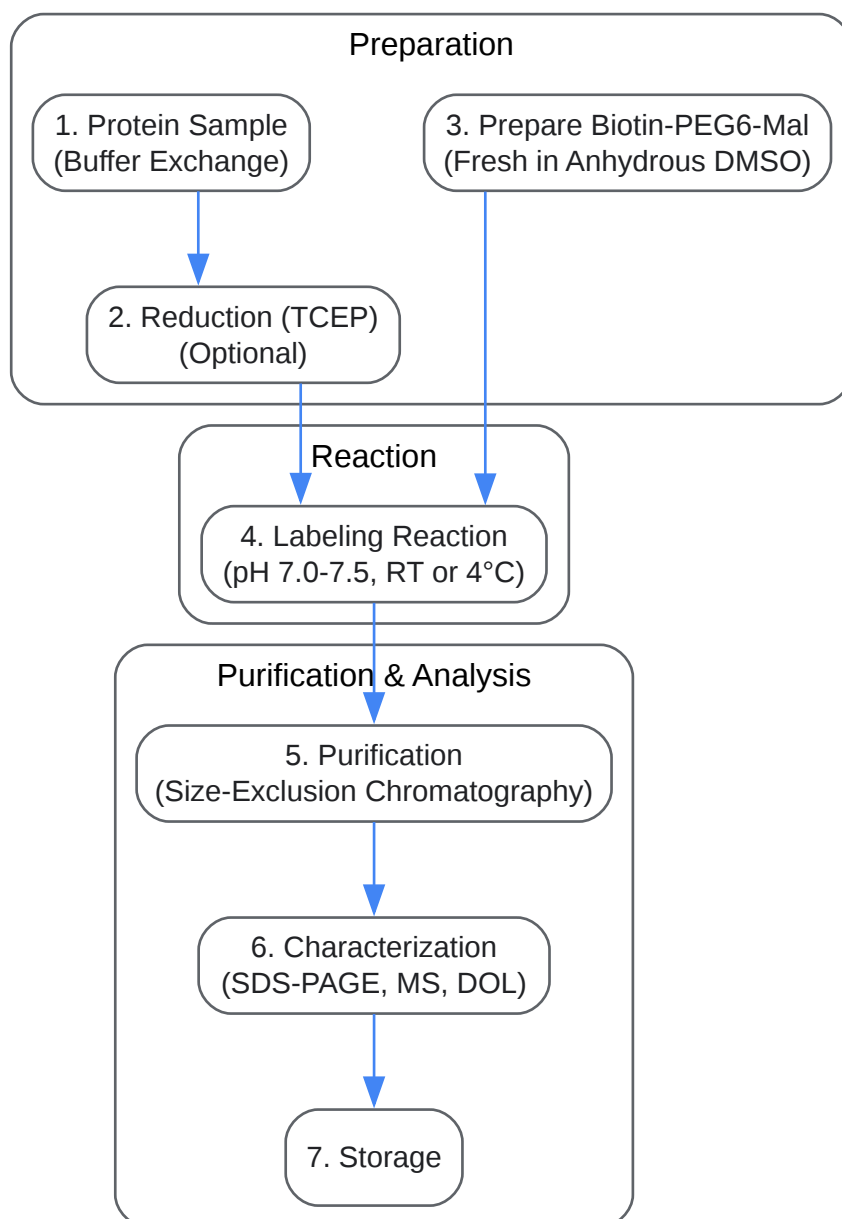 Preparation
1. Protein Sample
(Buffer Exchange)
3. Prepare Biotin-PEG6-Mal
(Fresh in Anhydrous DMSO)
2. Reduction (TCEP)
(Optional)
Reaction
4. Labeling Reaction
(pH 7.0-7.5, RT or 4°C)
Purification & Analysis
5. Purification
(Size-Exclusion Chromatography)
6. Characterization
(SDS-PAGE, MS, DOL)
7. Storage